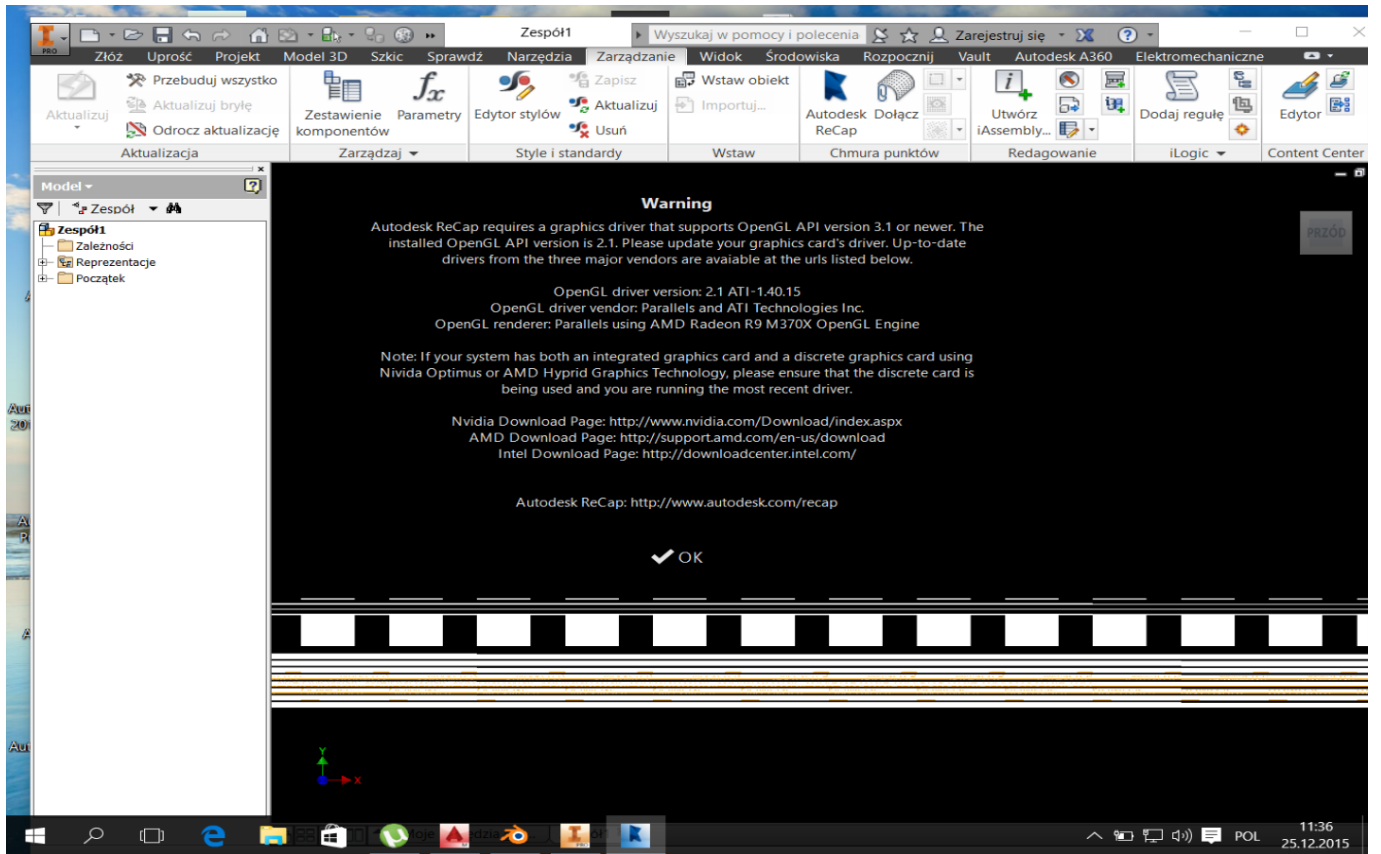 PRO
Zespół1
Wyszukaj w pomocy i polecenia
Zarejestruj się
Złóż Uprość Projekt Model 3D Szkic Sprawdź Narzędzia Zarządzanie Widok Środowiska Rozpocznij Vault Autodesk A360 Elektromechaniczne
Aktualizuj
Przebuduj wszystko
Aktualizuj bryłę
Odrocz aktualizację
Aktualizacja
Zestawienie
komponentów
Parametry
Zarządzaj
Edytor stylów
Zapisz
Aktualizuj
Usuń
Style i standardy
Wstaw obiekt
Importuj...
Wstaw
Autodesk
ReCap
Dołącz
Chmura punktów
Utwórz
iAssembly...
Redagowanie
Dodaj regułę
iLogic
Edytor
Content Center
Model
Zespół
Zespół1
Zależności
Reprezentacje
Początek
Warning
Autodesk ReCap requires a graphics driver that supports OpenGL API version 3.1 or newer. The
installed OpenGL API version is 2.1. Please update your graphics card's driver. Up-to-date
drivers from the three major vendors are avaiable at the urls listed below.
OpenGL driver version: 2.1 ATI-1.40.15
OpenGL driver vendor: Parallels and ATI Technologies Inc.
OpenGL renderer: Parallels using AMD Radeon R9 M370X OpenGL Engine
Note: If your system has both an integrated graphics card and a discrete graphics card using
Nivida Optimus or AMD Hyprid Graphics Technology, please ensure that the discrete card is
being used and you are running the most recent driver.
Nvidia Download Page: http://www.nvidia.com/Download/index.aspx
AMD Download Page: http://support.amd.com/en-us/download
Intel Download Page: http://downloadcenter.intel.com/
Autodesk ReCap: http://www.autodesk.com/recap
OK
PRZÓD
Y
X
POL
11:36
25.12.2015